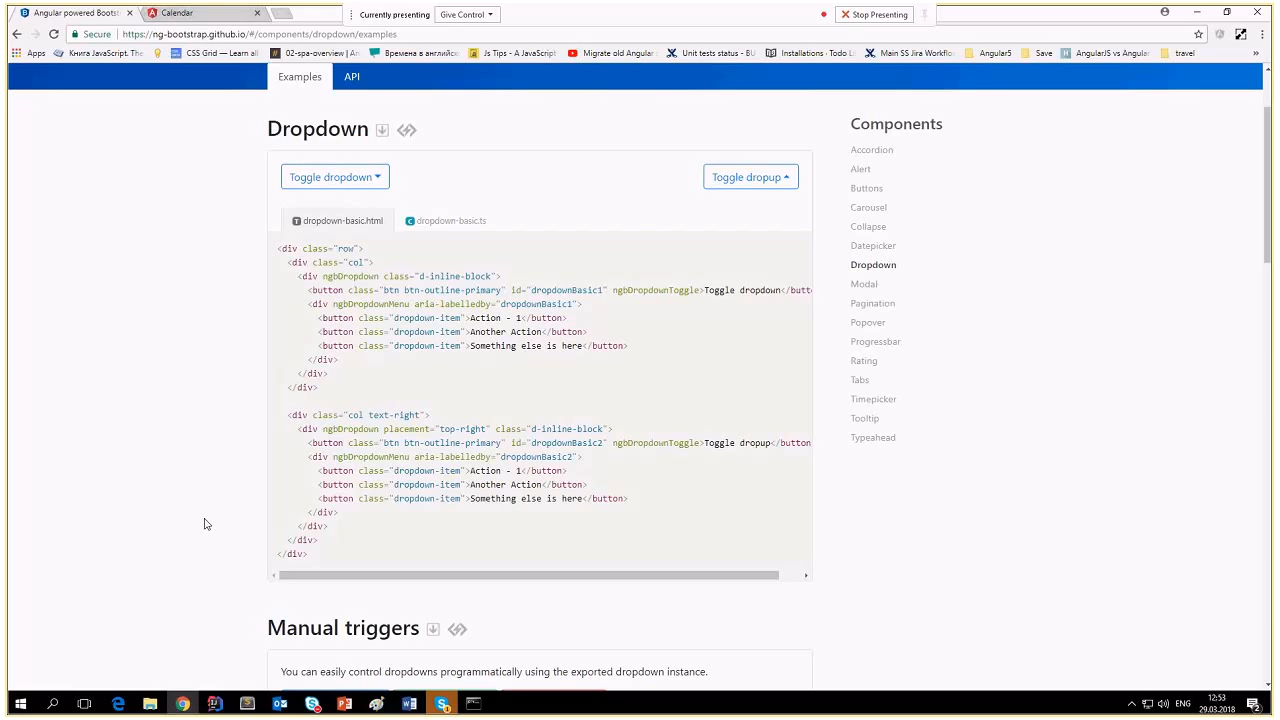 Angular powered Bootst
Calendar
Currently presenting
Give Control
Stop Presenting
Secure
https://ng-bootstrap.github.io/#/components/dropdown/examples
Apps
Книга JavaScript. The
CSS Grid — Learn all
02-spa-overview |
Времена в английск
Js Tips - A JavaScript
Migrate old Angular
Unit tests status - BU
Installations · Todo Li
Main SS Jira Workflo
Angular5
Save
AngularJS vs Angular
travel
Examples
API
Dropdown
Toggle dropdown
Toggle dropup
dropdown-basic.html
dropdown-basic.ts
<div class="row">
<div class="col">
<div ngbDropdown class="d-inline-block">
<button class="btn btn-outline-primary" id="dropdownBasic1" ngbDropdownToggle>Toggle dropdown</butt
<div ngbDropdownMenu aria-labelledby="dropdownBasic1">
<button class="dropdown-item">Action - 1</button>
<button class="dropdown-item">Another Action</button>
<button class="dropdown-item">Something else is here</button>
</div>
</div>
</div>
<div class="col text-right">
<div ngbDropdown placement="top-right" class="d-inline-block">
<button class="btn btn-outline-primary" id="dropdownBasic2" ngbDropdownToggle>Toggle dropup</button
<div ngbDropdownMenu aria-labelledby="dropdownBasic2">
<button class="dropdown-item">Action - 1</button>
<button class="dropdown-item">Another Action</button>
<button class="dropdown-item">Something else is here</button>
</div>
</div>
</div>
</div>
Manual triggers
You can easily control dropdowns programmatically using the exported dropdown instance.
Components
Accordion
Alert
Buttons
Carousel
Collapse
Datepicker
Dropdown
Modal
Pagination
Popover
Progressbar
Rating
Tabs
Timepicker
Tooltip
Typeahead
ENG
12:53
29.03.2018